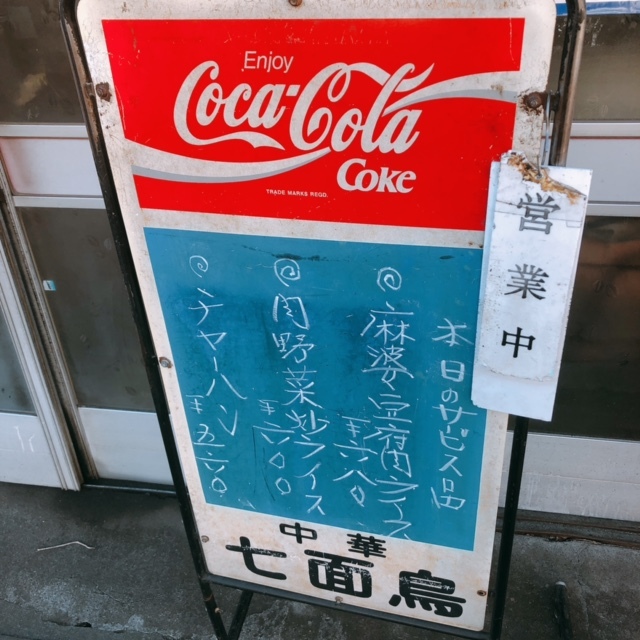 Enjoy
Coca-Cola
Coke
TRADE MARKS REGD.
営業中
本日のサービス品
麻婆豆腐肉ライス
¥六八〇
肉野菜炒ライス
¥六〇〇
チャーハン
¥五六〇
中華
七面鳥